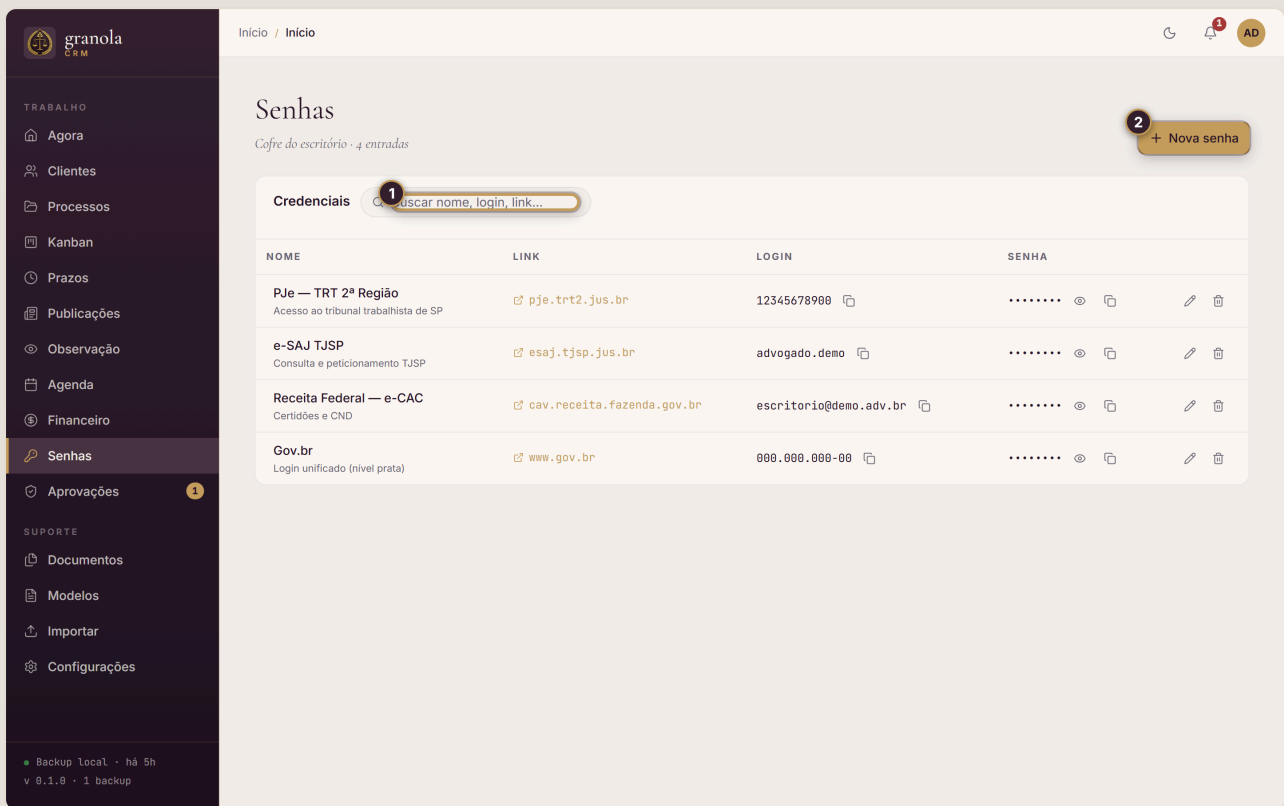 granola
CRM
Início / Início
1
AD
TRABALHO
Agora
Clientes
Processos
Kanban
Prazos
Publicações
Observação
Agenda
Financeiro
Senhas
Aprovações 1
SUPORTE
Documentos
Modelos
Importar
Configurações
Backup local · há 5h
v 0.1.0 · 1 backup
Senhas
Cofre do escritório · 4 entradas
2
+ Nova senha
Credenciais
1
uscar nome, login, link...
NOME LINK LOGIN SENHA
PJe — TRT 2ª Região pje.trt2.jus.br 12345678900 ••••••••
Acesso ao tribunal trabalhista de SP
e-SAJ TJSP esaj.tjsp.jus.br advogado.demo ••••••••
Consulta e peticionamento TJSP
Receita Federal — e-CAC cav.receita.fazenda.gov.br escritorio@demo.adv.br ••••••••
Certidões e CND
Gov.br www.gov.br 000.000.000-00 ••••••••
Login unificado (nível prata)